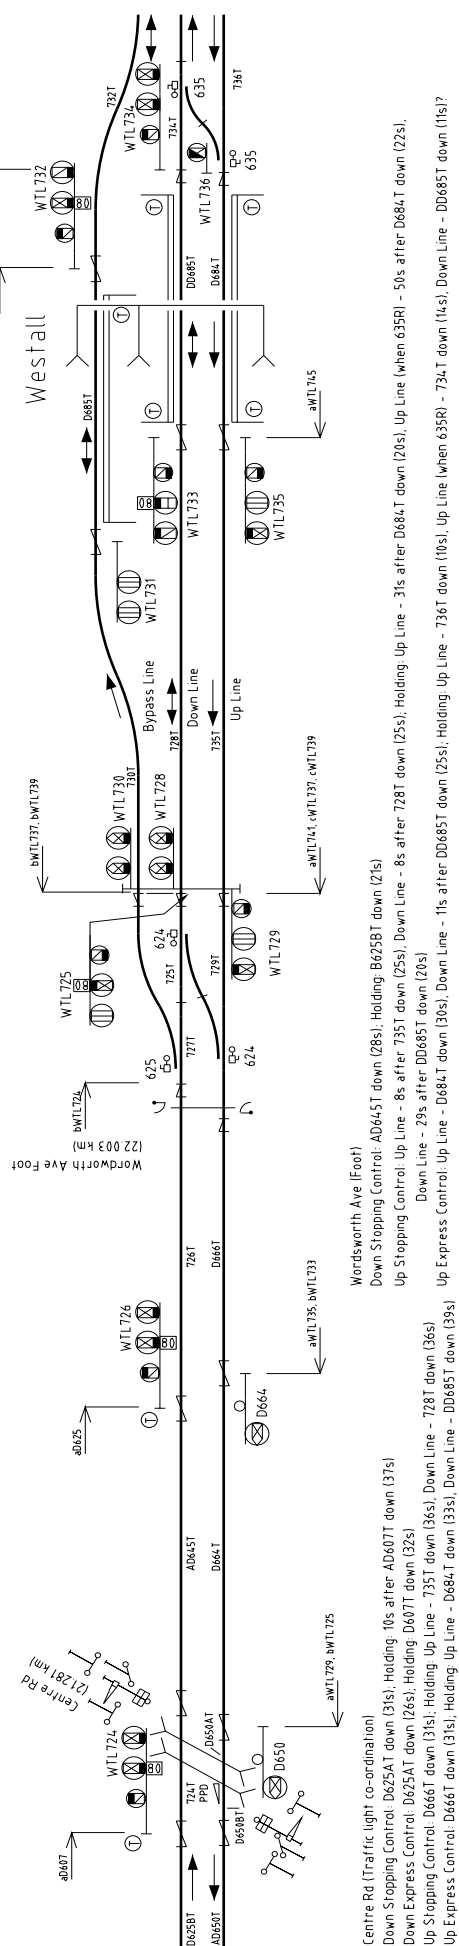 Westall
WTL732
80
732T
WTL734
734T
635
736T
635
WTL736
DD685T
D684T
D685T
aWTL745
WTL733
80
WTL735
WTL731
Bypass Line
Down Line
Up Line
728T
735T
bWTL737, bWTL739
WTL730
730T
WTL728
aWTL741, cWTL737, cWTL739
WTL725
80
624
725T
729T
WTL729
727T
625
624
bWTL724
Wordworth Ave Foot
(22.003 km)
726T
D666T
WTL726
80
aWTL735, bWTL733
D664
aD625
AD645T
D664T
Centre Rd
(21.281 km)
WTL724
80
aWTL729, bWTL725
D650AT
D650
724T
PPD
D650BT
aD607
D625BT
AD650T
Wordsworth Ave (Foot)
Down Stopping Control: AD645T down (28s); Holding: B625BT down (21s)
Up Stopping Control: Up Line - 8s after 735T down (25s), Down Line - 8s after 728T down (25s); Holding: Up Line - 31s after D684T down (20s), Up Line (when 635R) - 50s after D684T down (22s),
Down Line - 29s after DD685T down (20s)
Up Express Control: Up Line - D684T down (30s), Down Line - 11s after DD685T down (25s); Holding: Up Line - 736T down (10s), Up Line (when 635R) - 734T down (14s), Down Line - DD685T down (11s)?
Centre Rd (Traffic light co-ordination)
Down Stopping Control: D625AT down (31s); Holding: 10s after AD607T down (37s)
Down Express Control: D625AT down (26s); Holding: D607T down (32s)
Up Stopping Control: D666T down (31s); Holding: Up Line - 735T down (36s), Down Line - 728T down (36s)
Up Express Control: D666T down (31s); Holding: Up Line - D684T down (33s), Down Line - DD685T down (39s)